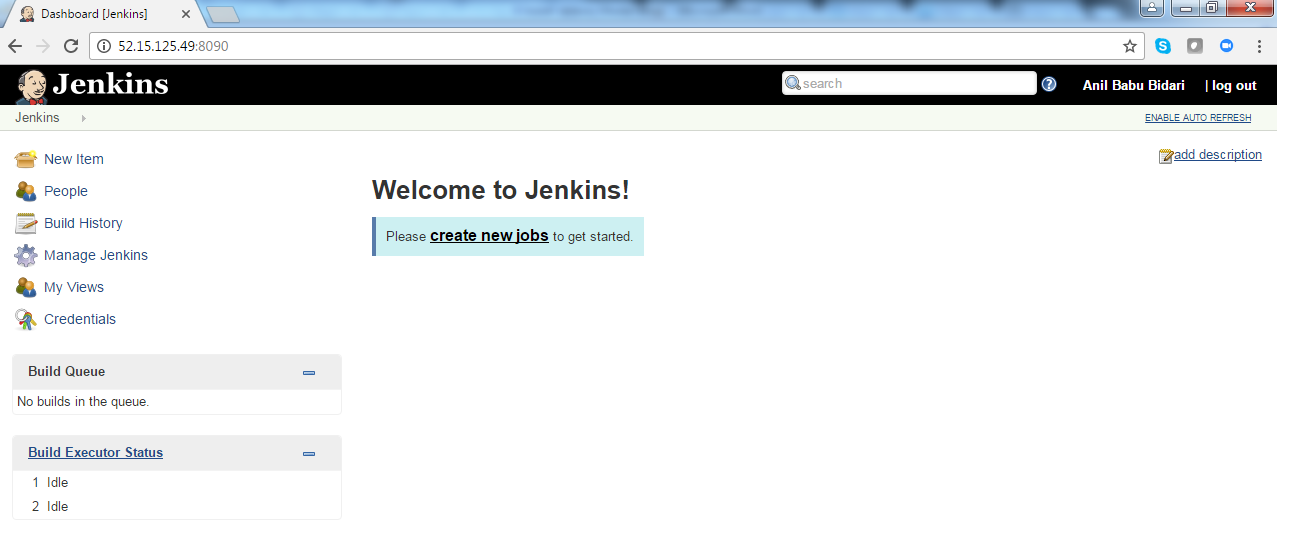 Dashboard [Jenkins]
52.15.125.49:8090
Jenkins
search
Anil Babu Bidari
| log out
Jenkins
ENABLE AUTO REFRESH
New Item
People
Build History
Manage Jenkins
My Views
Credentials
Build Queue
No builds in the queue.
Build Executor Status
1 Idle
2 Idle
add description
Welcome to Jenkins!
Please create new jobs to get started.